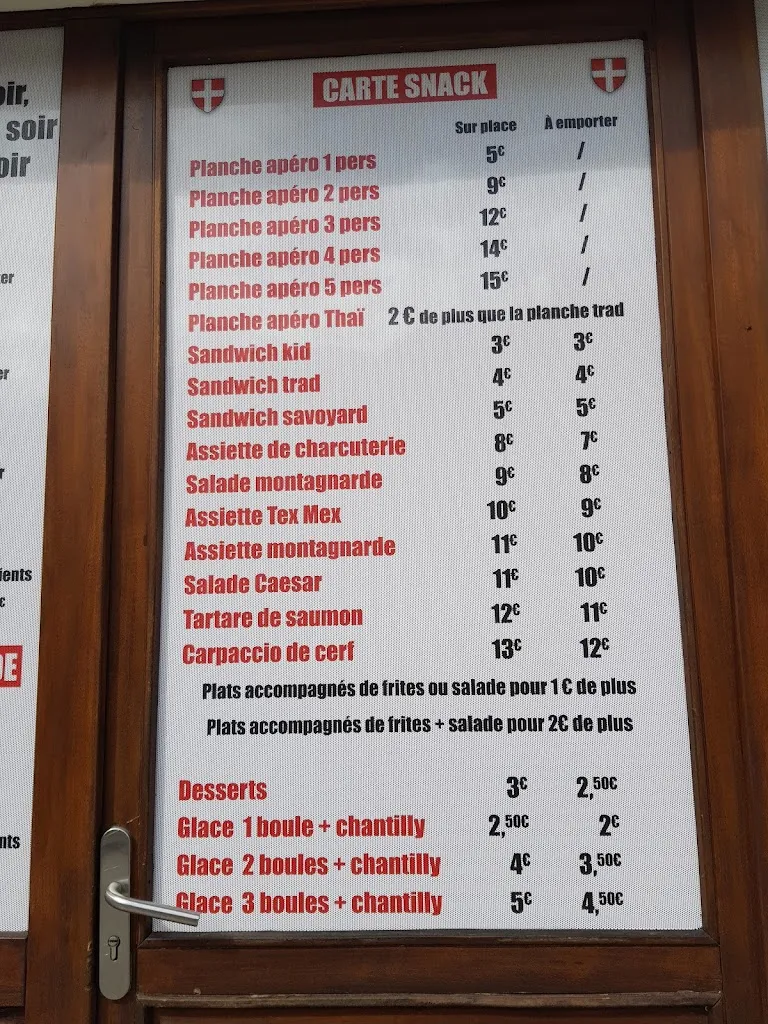 oir,
soir
oir
ients
€
DE
CARTE SNACK
Sur place À emporter
Planche apéro 1 pers 5€ /
Planche apéro 2 pers 9€ /
Planche apéro 3 pers 12€ /
Planche apéro 4 pers 14€ /
Planche apéro 5 pers 15€ /
Planche apéro Thaï 2 € de plus que la planche trad
Sandwich kid 3€ 3€
Sandwich trad 4€ 4€
Sandwich savoyard 5€ 5€
Assiette de charcuterie 8€ 7€
Salade montagnarde 9€ 8€
Assiette Tex Mex 10€ 9€
Assiette montagnarde 11€ 10€
Salade Caesar 11€ 10€
Tartare de saumon 12€ 11€
Carpaccio de cerf 13€ 12€
Plats accompagnés de frites ou salade pour 1 € de plus
Plats accompagnés de frites + salade pour 2€ de plus
Desserts 3€ 2,50€
Glace 1 boule + chantilly 2,50€ 2€
Glace 2 boules + chantilly 4€ 3,50€
Glace 3 boules + chantilly 5€ 4,50€